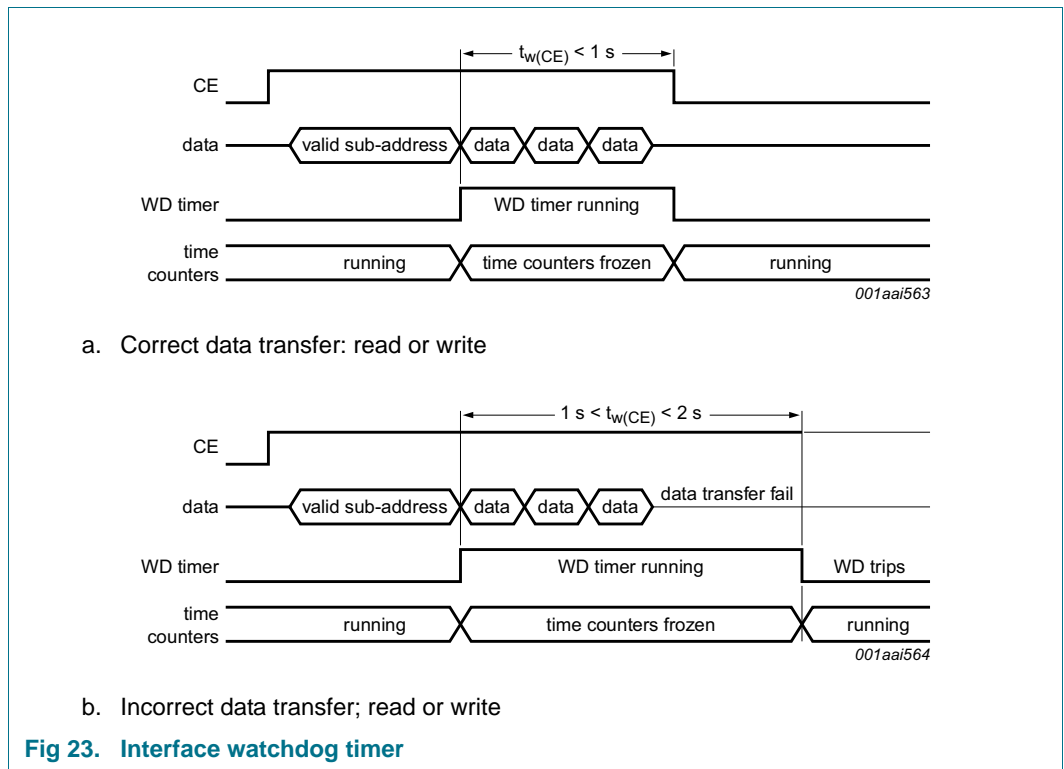 t_w(CE) < 1 s
CE
data
valid sub-address
data
data
data
WD timer
WD timer running
time
counters
running
time counters frozen
running
001aai563
a. Correct data transfer: read or write
1 s < t_w(CE) < 2 s
CE
data
valid sub-address
data
data
data
data transfer fail
WD timer
WD timer running
WD trips
time
counters
running
time counters frozen
running
001aai564
b. Incorrect data transfer; read or write
Fig 23. Interface watchdog timer